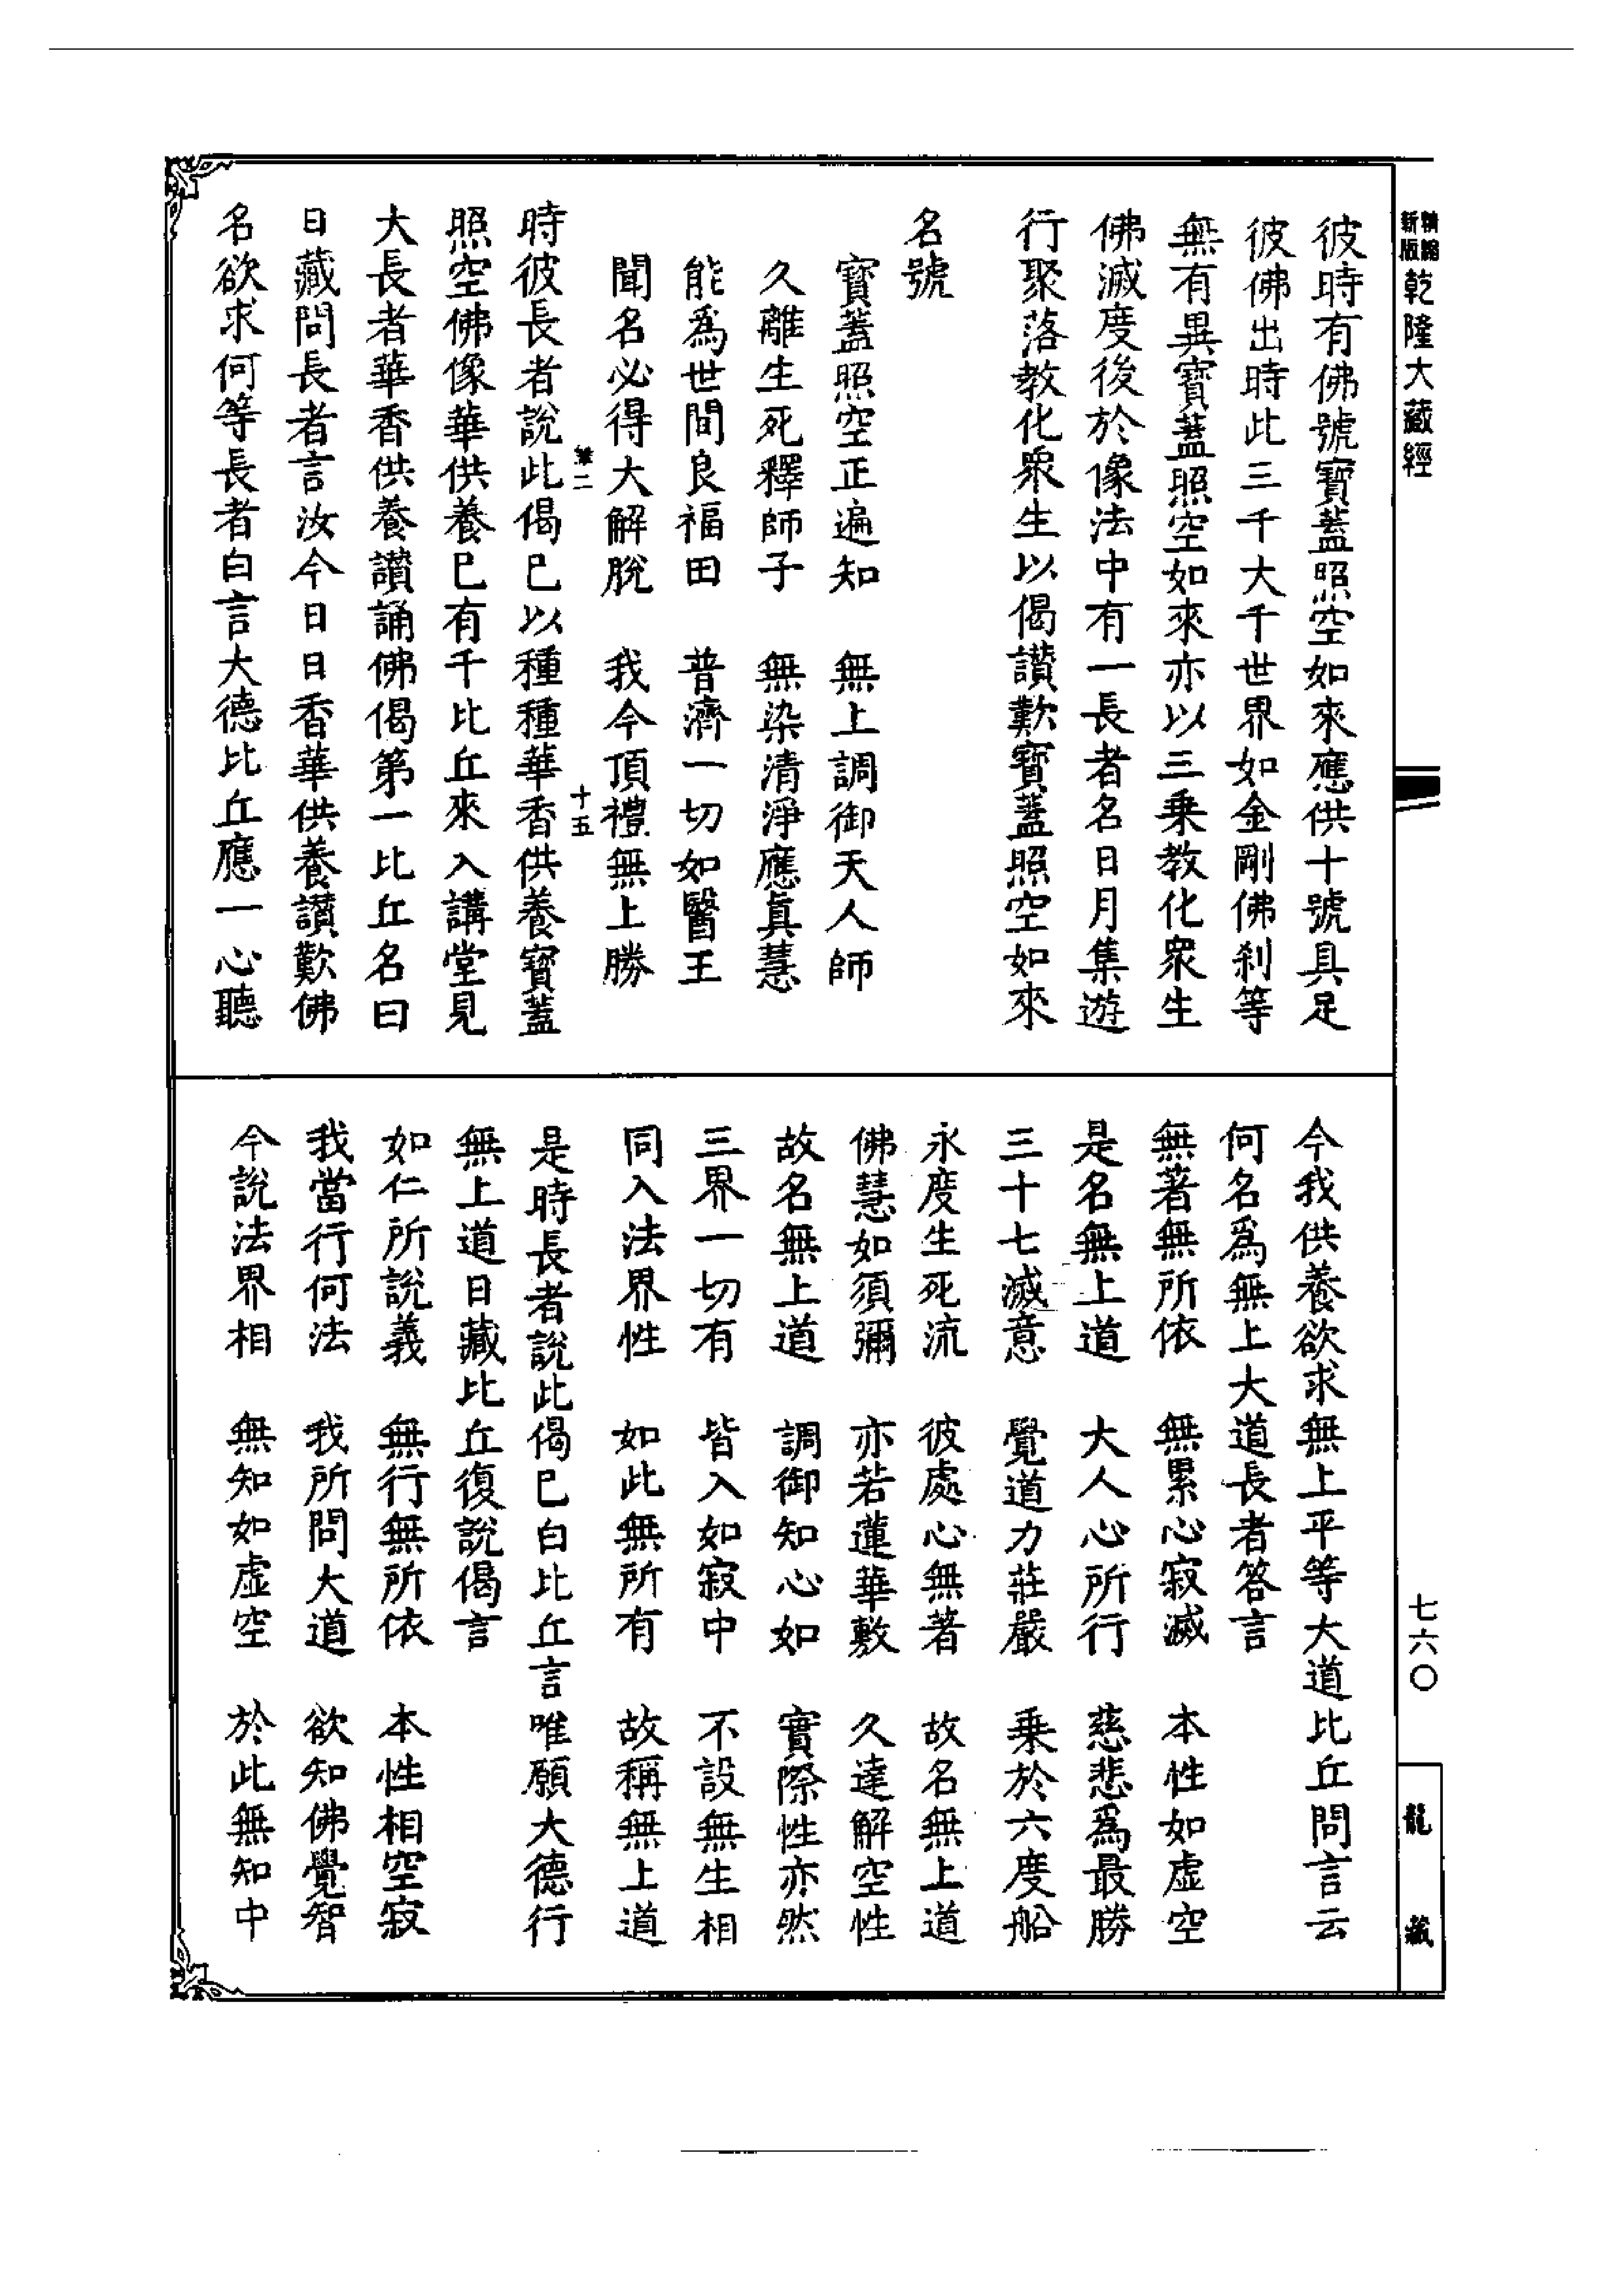 精編
新版
乾隆大藏經
彼時有佛號寶蓋照空如來應供十號具足
彼佛出時此三千大千世界如金剛佛刹等
無有異寶蓋照空如來亦以三乘教化眾生
佛滅度後於像法中有一長者名日月集遊
行聚落教化眾生以偈讚歎寶蓋照空如來
名號
寶蓋照空正遍知　無上調御天人師
久離生死釋師子　無染清淨應真慧
能為世間良福田　普濟一切如醫王
聞名必得大解脫　我今頂禮無上勝
十五
時彼長者說此偈已以種種華香供養寶蓋
照空佛像華供養已有千比丘來入講堂見
大長者華香供養讚誦佛偈第一比丘名曰
日藏問長者言汝今日日香華供養讚歎佛
名欲求何等長者白言大德比丘應一心聽
今我供養欲求無上平等大道比丘問言云
何名為無上大道長者答言
無著無所依　無累心寂滅　本性如虛空
是名無上道　大人心所行　慈悲為最勝
三十七滅意　覺道力莊嚴　乘於六度船
永度生死流　彼處心無著　故名無上道
佛慧如須彌　亦若蓮華敷　久達解空性
故名無上道　調御知心如　實際性亦然
三界一切有　皆入如寂中　不設無生相
同入法界性　如此無所有　故稱無上道
是時長者說此偈已白比丘言唯願大德行
無上道日藏比丘復說偈言
如仁所說義　無行無所依　本性相空寂
我當行何法　我所問大道　欲知佛覺智
今說法界相　無知如虛空　於此無知中
七六〇
龍藏